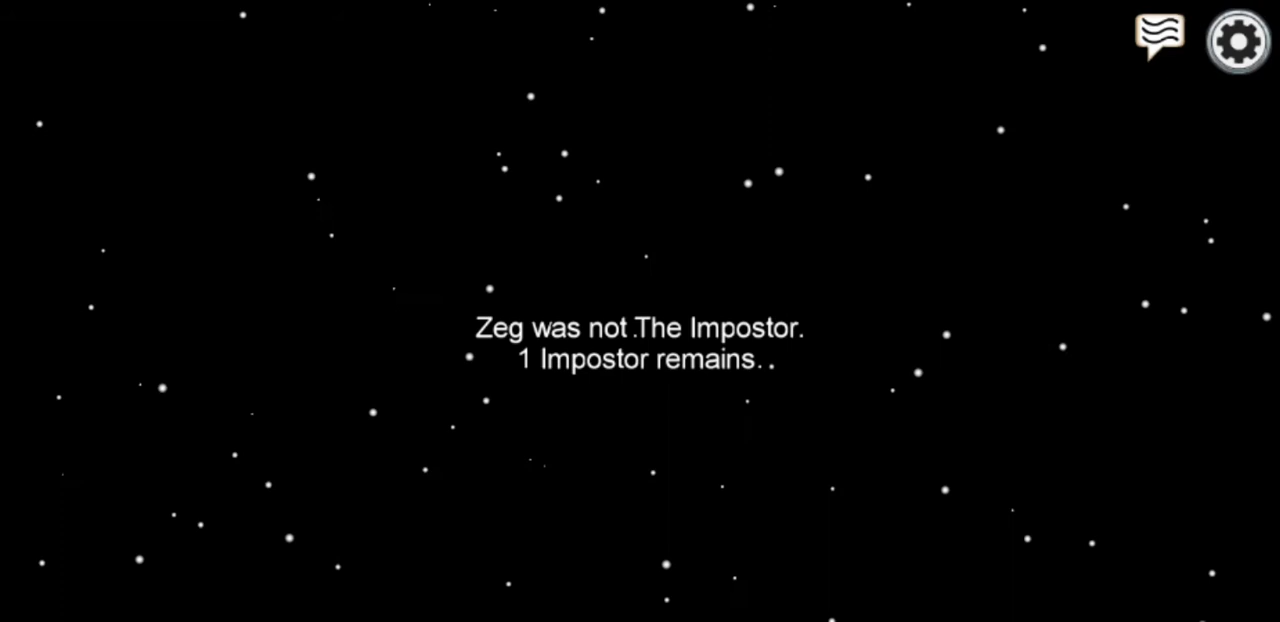 Zeg was not The Impostor.
1 Impostor remains.